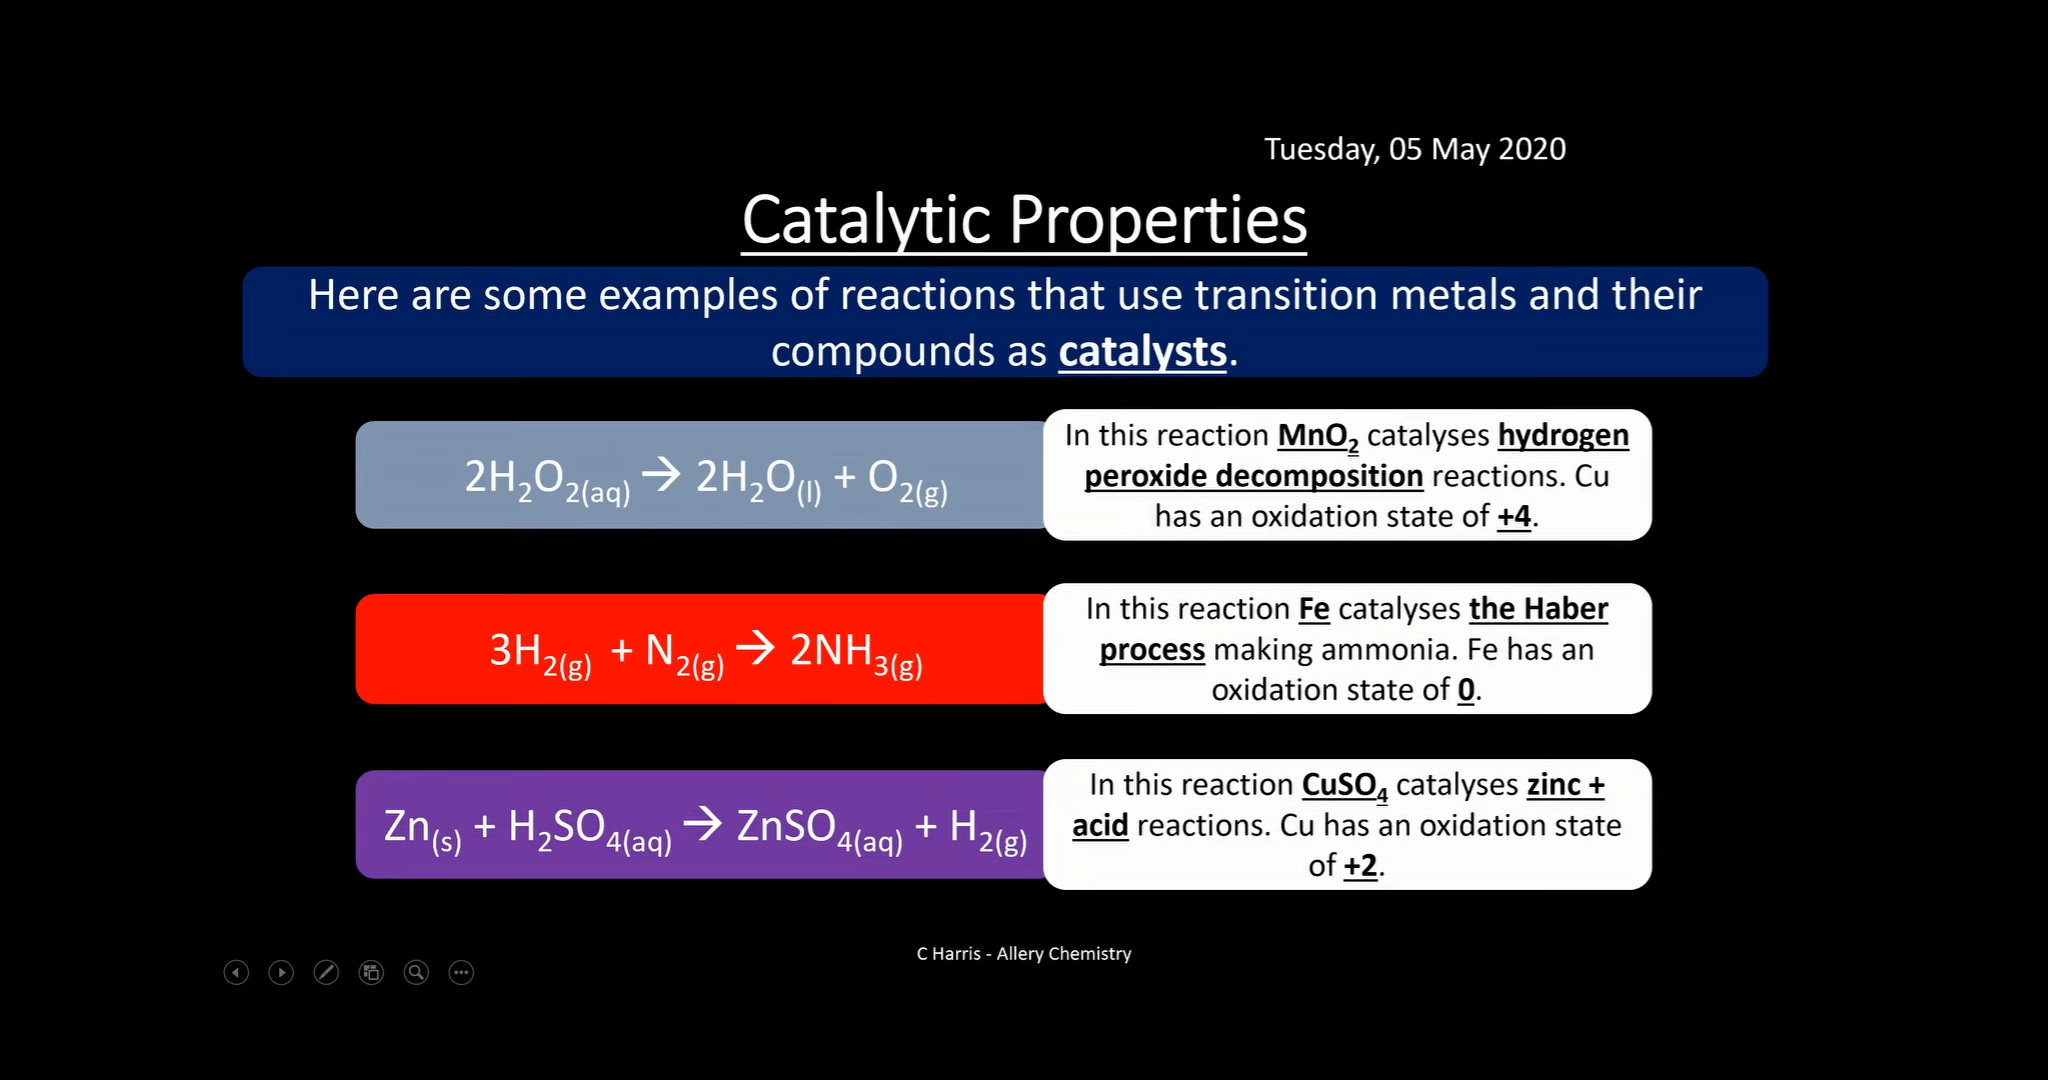 Tuesday, 05 May 2020
Catalytic Properties
Here are some examples of reactions that use transition metals and their
compounds as catalysts.
2H₂O₂(aq) → 2H₂O(l) + O₂(g)
In this reaction MnO₂ catalyses hydrogen
peroxide decomposition reactions. Cu
has an oxidation state of +4.
3H₂(g) + N₂(g) → 2NH₃(g)
In this reaction Fe catalyses the Haber
process making ammonia. Fe has an
oxidation state of 0.
Zn(s) + H₂SO₄(aq) → ZnSO₄(aq) + H₂(g)
In this reaction CuSO₄ catalyses zinc +
acid reactions. Cu has an oxidation state
of +2.
C Harris - Allery Chemistry